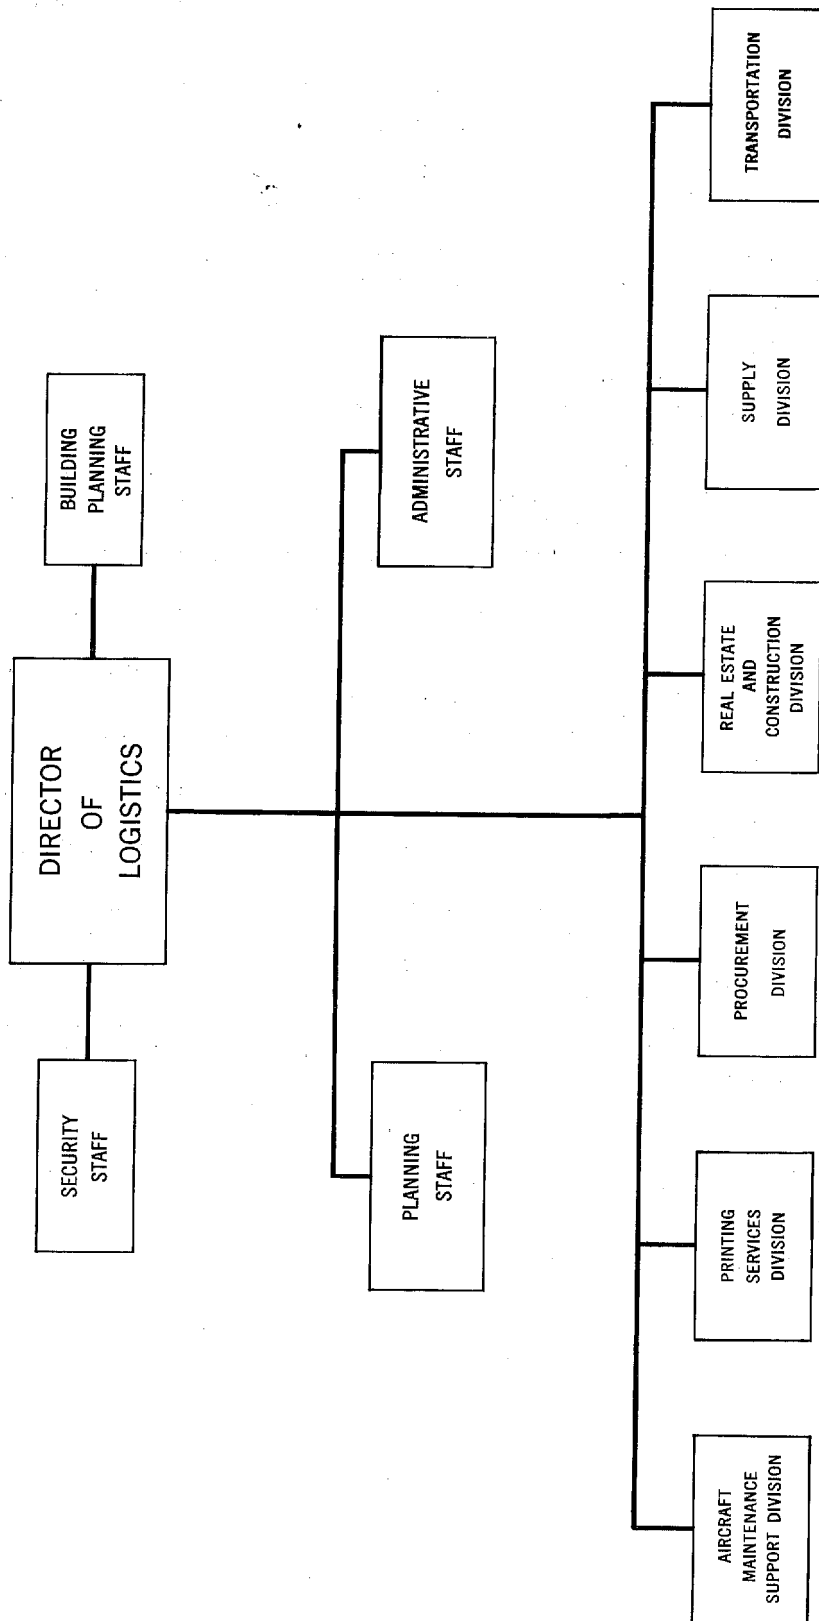 SECURITY
STAFF
DIRECTOR
OF
LOGISTICS
BUILDING
PLANNING
STAFF
PLANNING
STAFF
ADMINISTRATIVE
STAFF
AIRCRAFT
MAINTENANCE
SUPPORT DIVISION
PRINTING
SERVICES
DIVISION
PROCUREMENT
DIVISION
REAL ESTATE
AND
CONSTRUCTION
DIVISION
SUPPLY
DIVISION
TRANSPORTATION
DIVISION